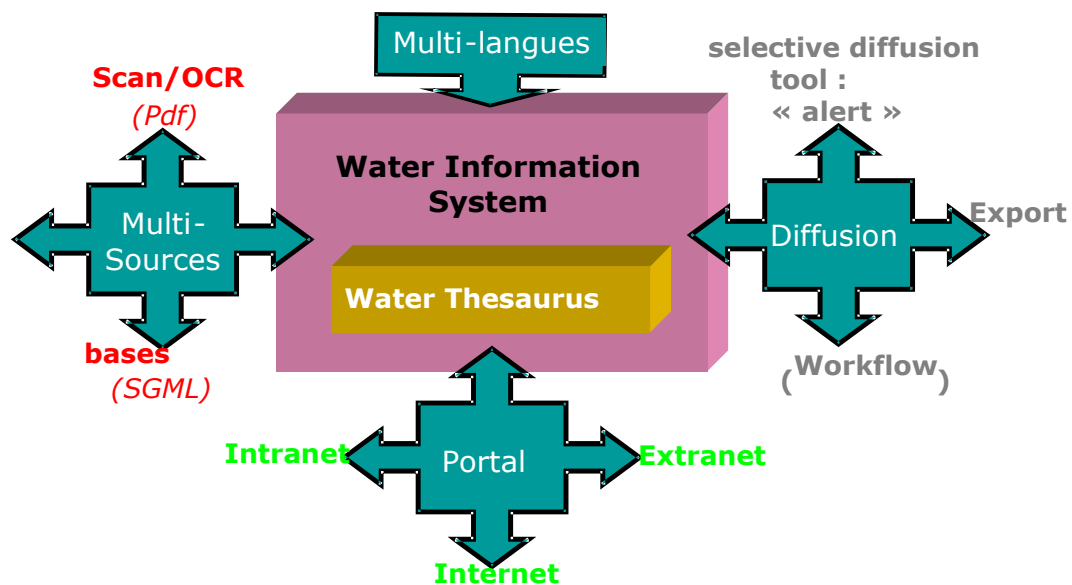 Multi-langues
selective diffusion
tool :
« alert »
Scan/OCR
(Pdf)
Water Information
System
Multi-
Sources
Diffusion
Export
Water Thesaurus
bases
(SGML)
(Workflow)
Intranet
Portal
Extranet
Internet